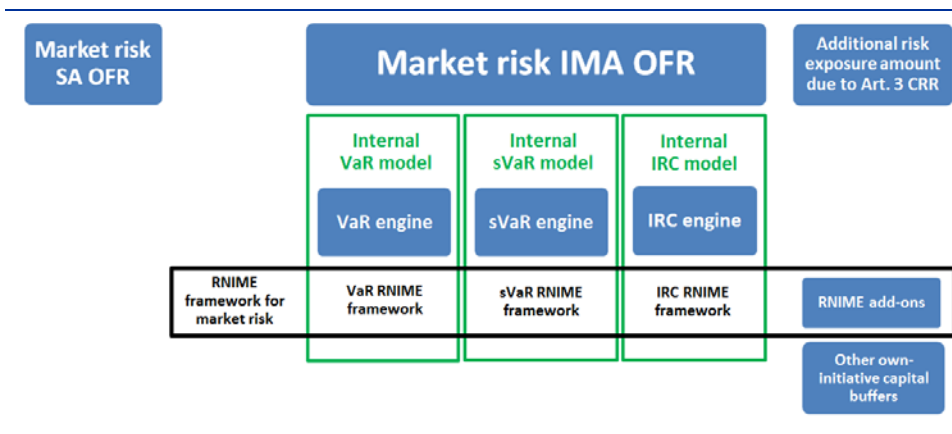 Market risk
SA OFR
Market risk IMA OFR
Additional risk
exposure amount
due to Art. 3 CRR
Internal
VaR model
Internal
sVaR model
Internal
IRC model
VaR engine
sVaR engine
IRC engine
RNIME
framework for
market risk
VaR RNIME
framework
sVaR RNIME
framework
IRC RNIME
framework
RNIME add-ons
Other own-
initiative capital
buffers